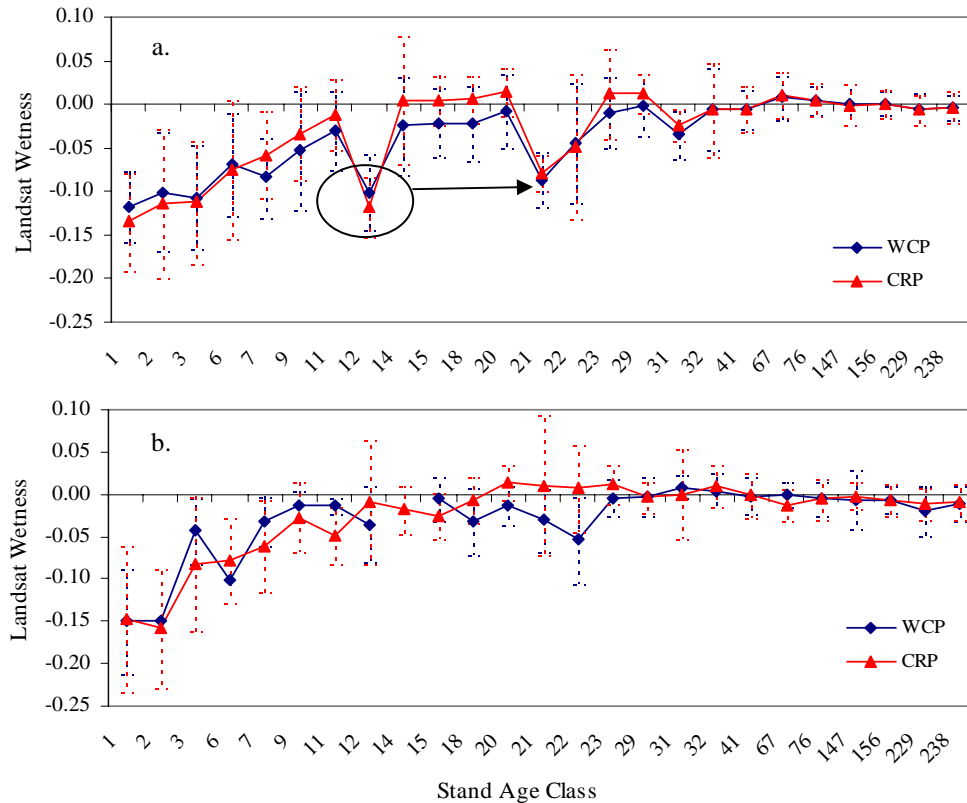 0.10
a.
0.05
0.00
-0.05
-0.10
-0.15
-0.20
-0.25
Landsat Wetness
WCP
CRP
1 2 3 6 7 9 11 12 14 15 18 20 21 22 23 29 31 32 41 67 76 147 156 229 238
0.10
b.
0.05
0.00
-0.05
-0.10
-0.15
-0.20
-0.25
Landsat Wetness
WCP
CRP
1 2 3 6 7 9 11 12 14 15 18 20 21 22 23 29 31 32 41 67 76 147 156 229 238
Stand Age Class